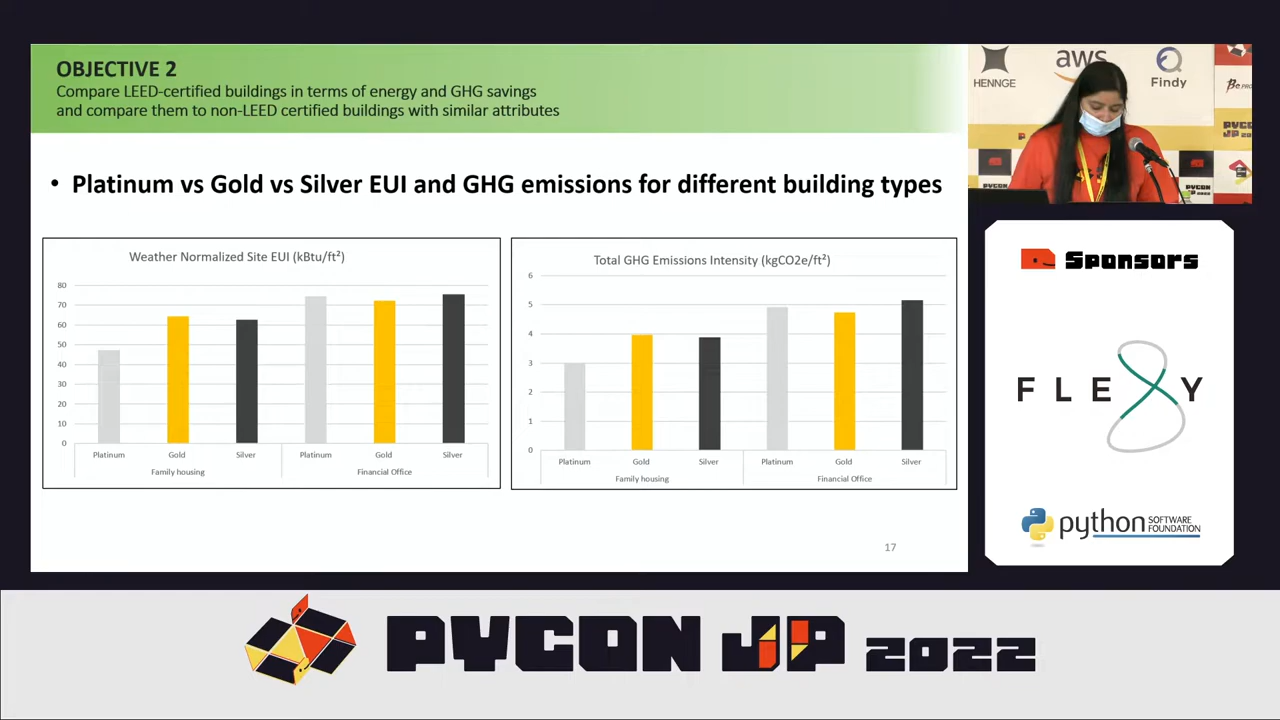 OBJECTIVE 2
Compare LEED-certified buildings in terms of energy and GHG savings
and compare them to non-LEED certified buildings with similar attributes
• Platinum vs Gold vs Silver EUI and GHG emissions for different building types
Weather Normalized Site EUI (kBtu/ft²)
80
70
60
50
40
30
20
10
0
Platinum Gold Silver Platinum Gold Silver
Family housing Financial Office
Total GHG Emissions Intensity (kgCO2e/ft²)
6
5
4
3
2
1
0
Platinum Gold Silver Platinum Gold Silver
Family housing Financial Office
17
HENNGE
aws
Findy
PYCON
PYCON
JP 2022
Sponsors
FLEXY
python
SOFTWARE
FOUNDATION
PYCON JP 2022